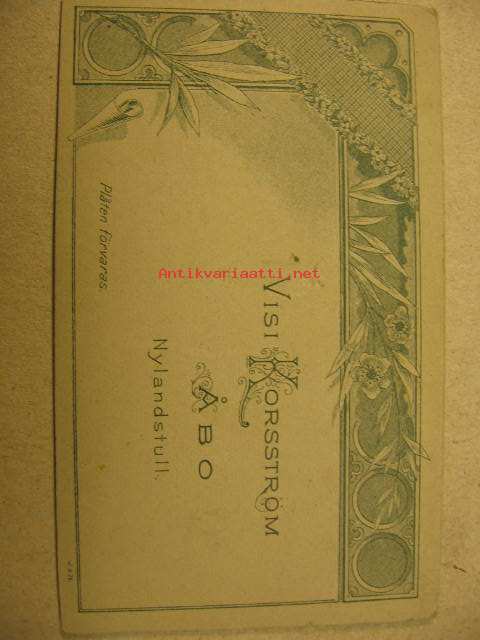 VISI KORSSTRÖM
ÅBO
Nylandstull.
Plåten förvaras.
Antikvariaatti.net